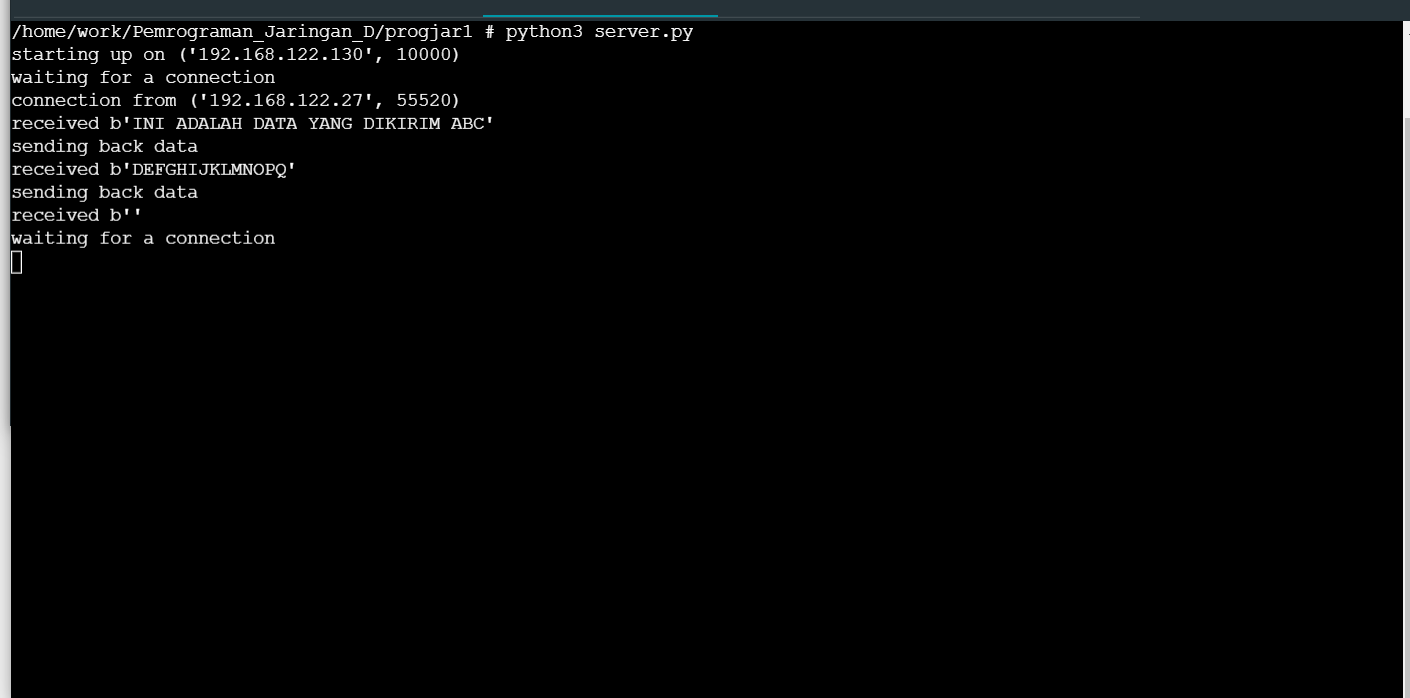 /home/work/Pemrograman_Jaringan_D/progjar1 # python3 server.py
starting up on ('192.168.122.130', 10000)
waiting for a connection
connection from ('192.168.122.27', 55520)
received b'INI ADALAH DATA YANG DIKIRIM ABC'
sending back data
received b'DEFGHIJKLMNOPQ'
sending back data
received b''
waiting for a connection